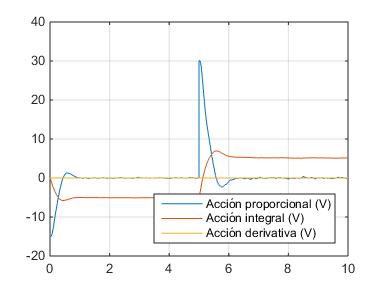 40
30
20
10
0
-10
-20
0 2 4 6 8 10
Acción proporcional (V)
Acción integral (V)
Acción derivativa (V)